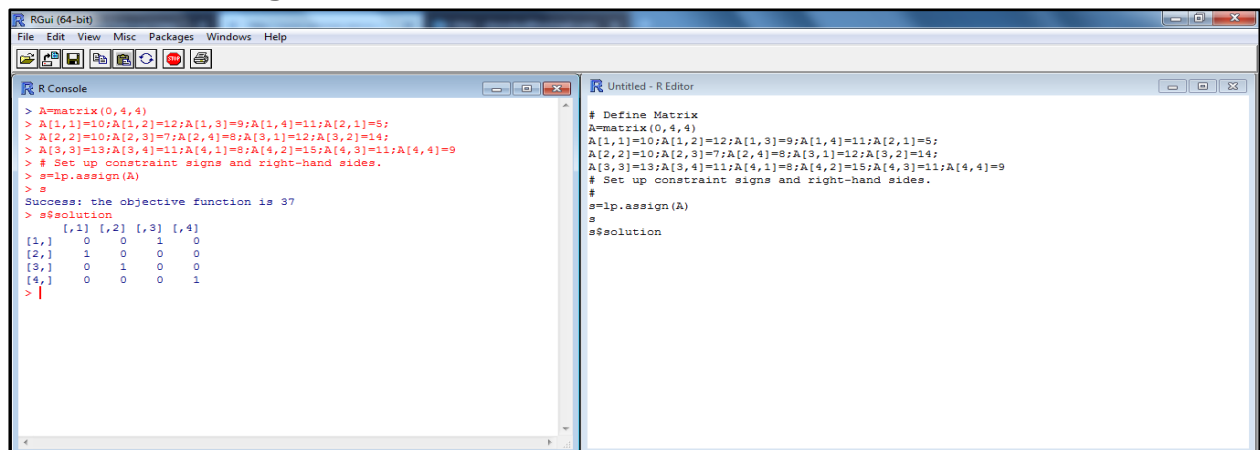 RGui (64-bit)
File Edit View Misc Packages Windows Help
STOP
R Console
> A=matrix(0,4,4)
> A[1,1]=10;A[1,2]=12;A[1,3]=9;A[1,4]=11;A[2,1]=5;
> A[2,2]=10;A[2,3]=7;A[2,4]=8;A[3,1]=12;A[3,2]=14;
> A[3,3]=13;A[3,4]=11;A[4,1]=8;A[4,2]=15;A[4,3]=11;A[4,4]=9
> # Set up constraint signs and right-hand sides.
> s=lp.assign(A)
> s
Success: the objective function is 37
> s$solution
[,1] [,2] [,3] [,4]
[1,] 0 0 1 0
[2,] 1 0 0 0
[3,] 0 1 0 0
[4,] 0 0 0 1
>
Untitled - R Editor
# Define Matrix
A=matrix(0,4,4)
A[1,1]=10;A[1,2]=12;A[1,3]=9;A[1,4]=11;A[2,1]=5;
A[2,2]=10;A[2,3]=7;A[2,4]=8;A[3,1]=12;A[3,2]=14;
A[3,3]=13;A[3,4]=11;A[4,1]=8;A[4,2]=15;A[4,3]=11;A[4,4]=9
# Set up constraint signs and right-hand sides.
#
s=lp.assign(A)
s
s$solution